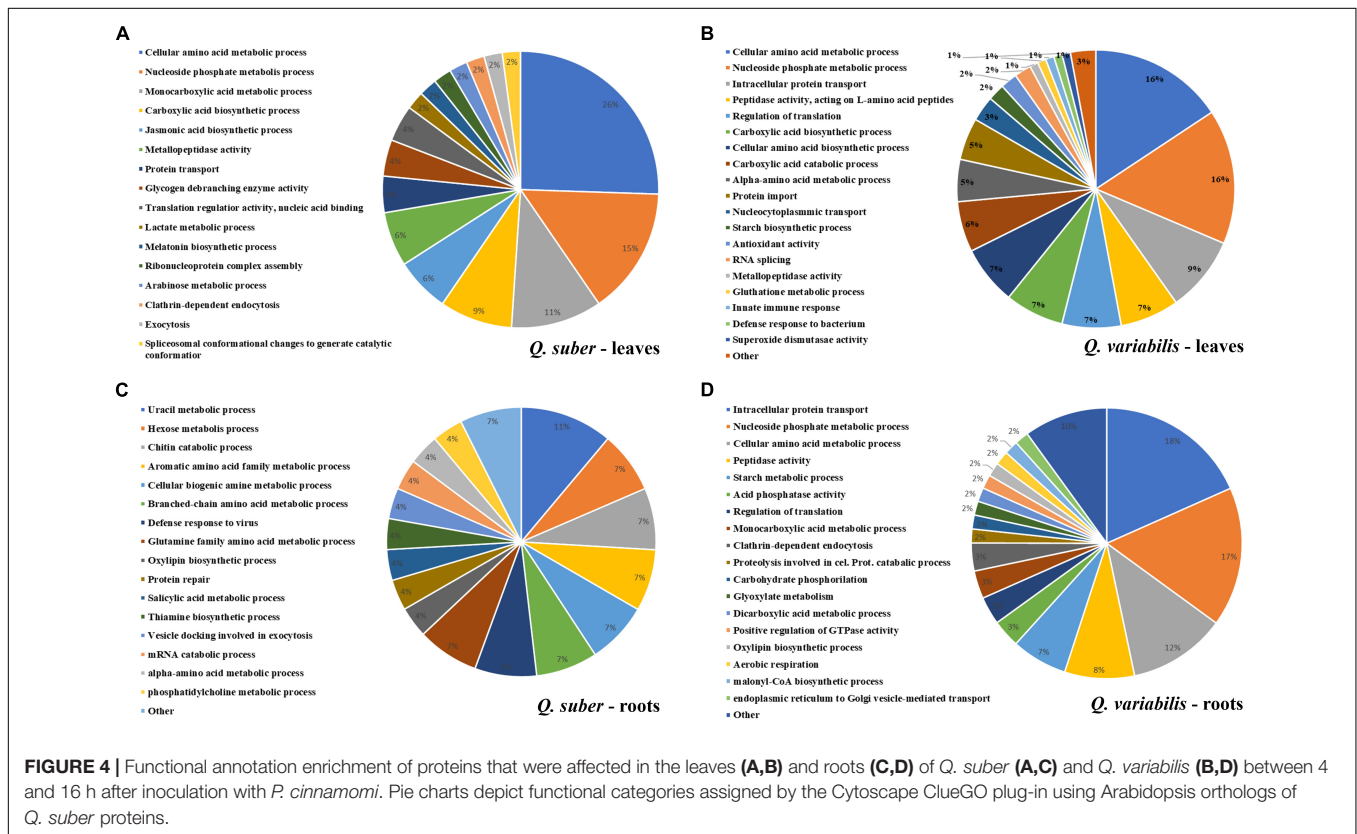 A
Cellular amino acid metabolic process
Nucleoside phosphate metabolis process
Monocarboxylic amino acid metabolic process
Carboxylic acid biosynthetic process
Jasmonic acid biosynthetic process
Metallopeptidase activity
Protein transport
Glycogen debranching enzyme activity
Translation regulatior activity, nucleic acid binding
Lactate metabolic process
Melatonin biosynthetic process
Ribonucleoprotein complex assembly
Arabinose metabolic process
Clathrin-dependent endocytosis
Exocytosis
Spliceosomal conformational changes to generate catalytic
conformatior
26%
15%
11%
9%
6%
6%
4%
4%
2%
2%
2%
2%
2%
Q. suber - leaves
B
Cellular amino acid metabolic process
Nucleoside phosphate metabolic process
Intracellular protein transport
Peptidase activity, acting on L-amino acid peptides
Regulation of translation
Carboxylic acid biosynthetic process
Cellular amino acid biosynthetic process
Carboxylic acid catabolic process
Alpha-amino acid metabolic process
Protein import
Nucleocytoplasmmic transport
Starch biosynthetic process
Antioxidant activity
RNA splicing
Metallopeptidase activity
Gluthatione metabolic process
Innate immune response
Defense response to bacterium
Superoxide dismutase activity
Other
16%
16%
9%
7%
7%
7%
7%
6%
5%
5%
3%
2%
2%
2%
1%
1%
1%
1%
1%
3%
Q. variabilis - leaves
C
Uracil metabolic process
Hexose metabolis process
Chitin catabolic process
Aromatic amino acid family metabolic process
Cellular biogenic amine metabolic process
Branched-chain amino acid metabolic process
Defense response to virus
Glutamine family amino acid metabolic process
Oxylipin biosynthetic process
Protein repair
Salicylic acid metabolic process
Thiamine biosynthetic process
Vesicle docking involved in exocytosis
mRNA catabolic process
alpha-amino acid metabolic process
phosphatidylcholine metabolic process
Other
11%
7%
7%
7%
7%
7%
7%
4%
4%
4%
4%
4%
4%
4%
4%
7%
Q. suber - roots
D
Intracellular protein transport
Nucleoside phosphate metabolic process
Cellular amino acid metabolic process
Peptidase activity
Starch metabolic process
Acid phosphatase activity
Regulation of translation
Monocarboxylic acid metabolic process
Clathrin-dependent endocytosis
Proteolysis involved in cel. Prot. catabalic process
Carbohydrate phosphorilation
Glyoxylate metabolism
Dicarboxylic acid metabolic process
Positive regulation of GTPase activity
Oxylipin biosynthetic process
Aerobic respiration
malonyl-CoA biosynthetic process
endoplasmic reticulum to Golgi vesicle-mediated transport
Other
18%
17%
12%
8%
7%
3%
3%
3%
2%
2%
2%
2%
2%
2%
2%
2%
10%
Q. variabilis - roots
FIGURE 4 | Functional annotation enrichment of proteins that were affected in the leaves (A,B) and roots (C,D) of Q. suber (A,C) and Q. variabilis (B,D) between 4
and 16 h after inoculation with P. cinnamomi. Pie charts depict functional categories assigned by the Cytoscape ClueGO plug-in using Arabidopsis orthologs of
Q. suber proteins.